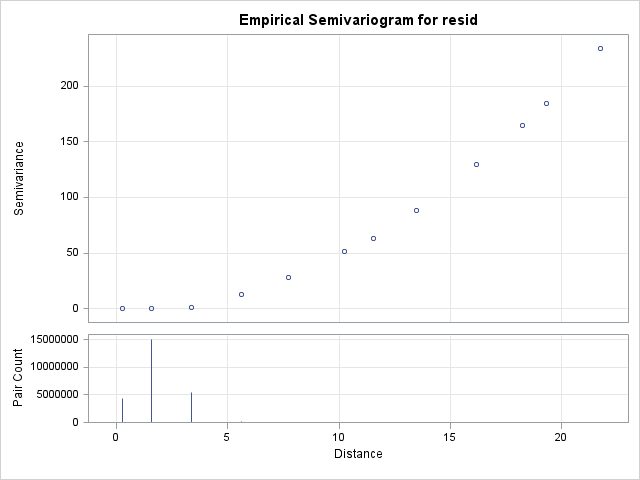 Empirical Semivariogram for resid
Semivariance
200
150
100
50
0
Pair Count
15000000
10000000
5000000
0
0 5 10 15 20
Distance